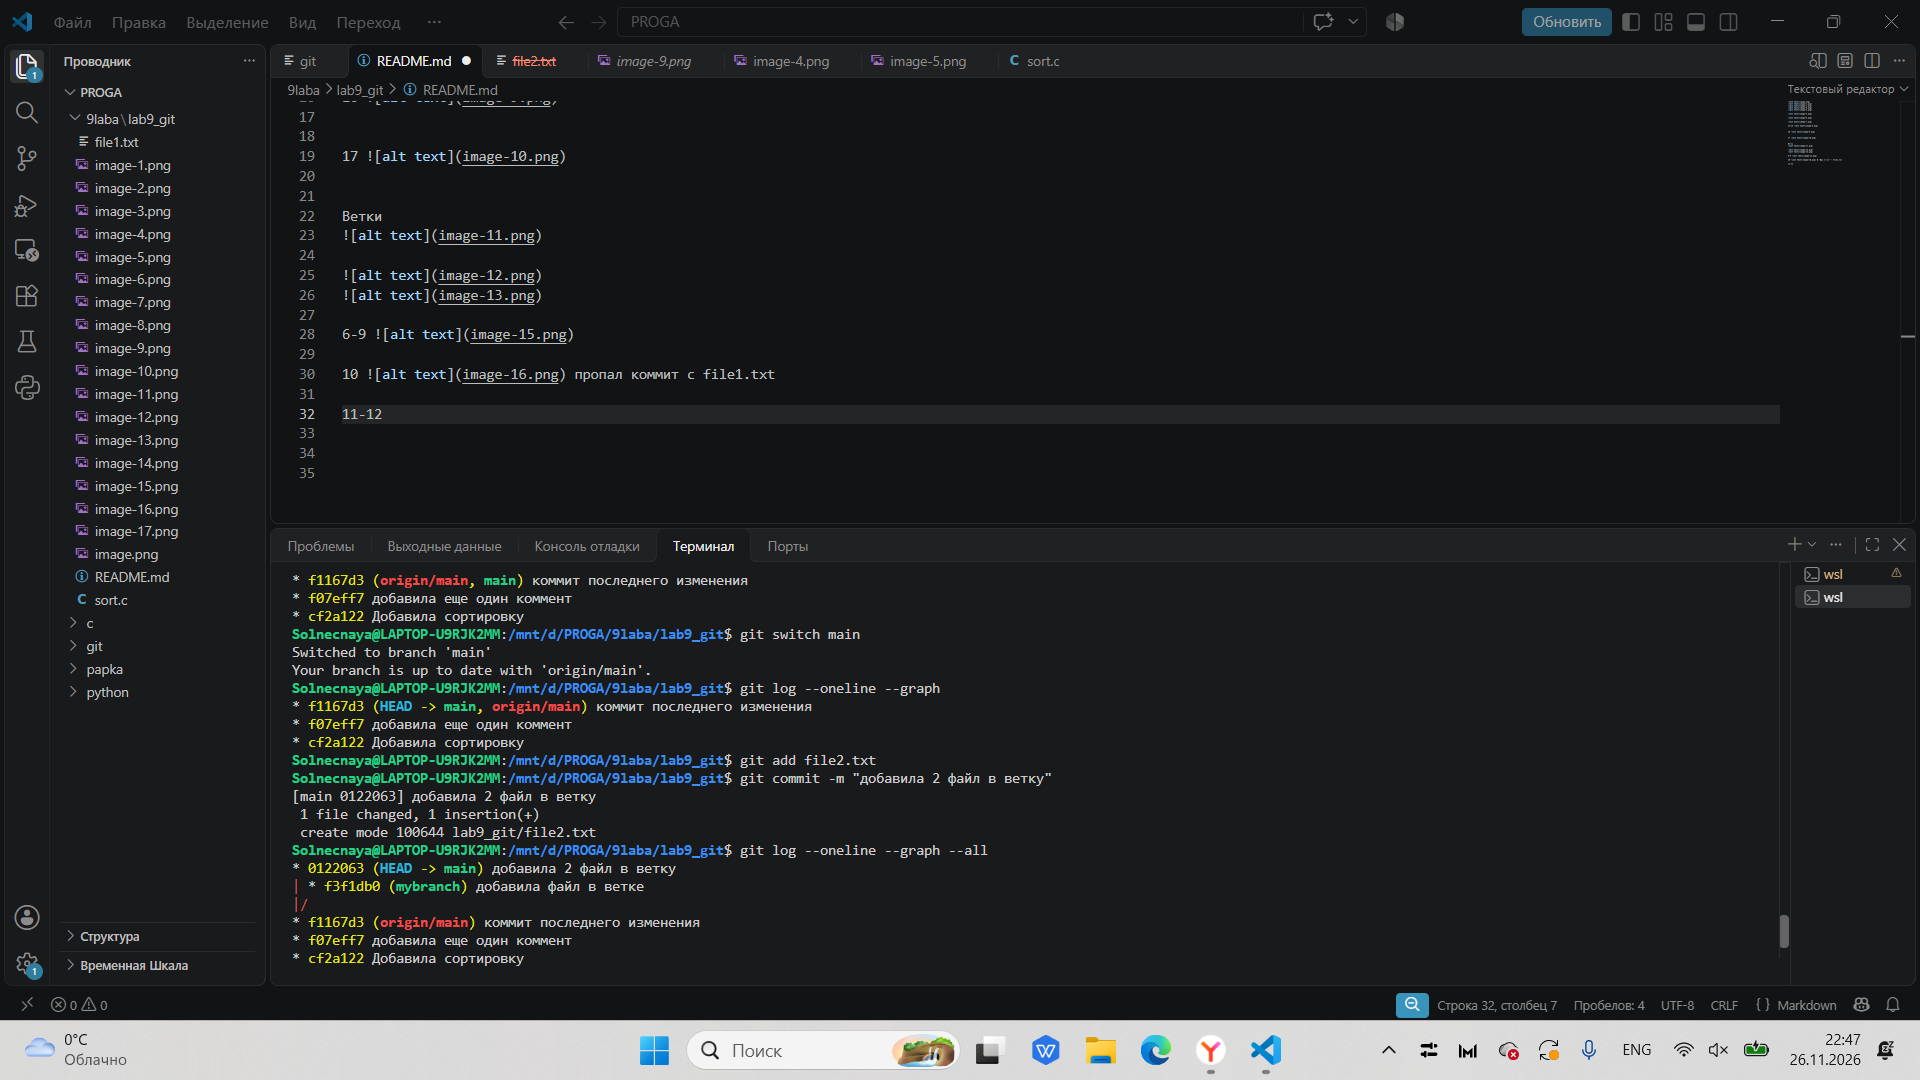 Файл Правка Выделение Вид Переход ··· PROGA Обновить
Проводник ···
PROGA
9laba \ lab9_git
file1.txt
image-1.png
image-2.png
image-3.png
image-4.png
image-5.png
image-6.png
image-7.png
image-8.png
image-9.png
image-10.png
image-11.png
image-12.png
image-13.png
image-14.png
image-15.png
image-16.png
image-17.png
image.png
README.md
C sort.c
c
git
papka
python
Структура
Временная Шкала
git README.md file2.txt image-9.png image-4.png image-5.png C sort.c
9laba > lab9_git > README.md
Текстовый редактор
17
18
19 17 ![alt text](image-10.png)
20
21
22 Ветки
23 ![alt text](image-11.png)
24
25 ![alt text](image-12.png)
26 ![alt text](image-13.png)
27
28 6-9 ![alt text](image-15.png)
29
30 10 ![alt text](image-16.png) пропал коммит с file1.txt
31
32 11-12
33
34
35
Проблемы Выходные данные Консоль отладки Терминал Порты
wsl
wsl
* f1167d3 (origin/main, main) коммит последнего изменения
* f07eff7 добавила еще один коммент
* cf2a122 Добавила сортировку
Solnecnaya@LAPTOP-U9RJK2MM:/mnt/d/PROGA/9laba/lab9_git$ git switch main
Switched to branch 'main'
Your branch is up to date with 'origin/main'.
Solnecnaya@LAPTOP-U9RJK2MM:/mnt/d/PROGA/9laba/lab9_git$ git log --oneline --graph
* f1167d3 (HEAD -> main, origin/main) коммит последнего изменения
* f07eff7 добавила еще один коммент
* cf2a122 Добавила сортировку
Solnecnaya@LAPTOP-U9RJK2MM:/mnt/d/PROGA/9laba/lab9_git$ git add file2.txt
Solnecnaya@LAPTOP-U9RJK2MM:/mnt/d/PROGA/9laba/lab9_git$ git commit -m "добавила 2 файл в ветку"
[main 0122063] добавила 2 файл в ветку
1 file changed, 1 insertion(+)
create mode 100644 lab9_git/file2.txt
Solnecnaya@LAPTOP-U9RJK2MM:/mnt/d/PROGA/9laba/lab9_git$ git log --oneline --graph --all
* 0122063 (HEAD -> main) добавила 2 файл в ветку
| * f3f1db0 (mybranch) добавила файл в ветке
|/
* f1167d3 (origin/main) коммит последнего изменения
* f07eff7 добавила еще один коммент
* cf2a122 Добавила сортировку
0 0 Строка 32, столбец 7 Пробелов: 4 UTF-8 CRLF { } Markdown
0°C
Облачно
Поиск
ENG
22:47
26.11.2026